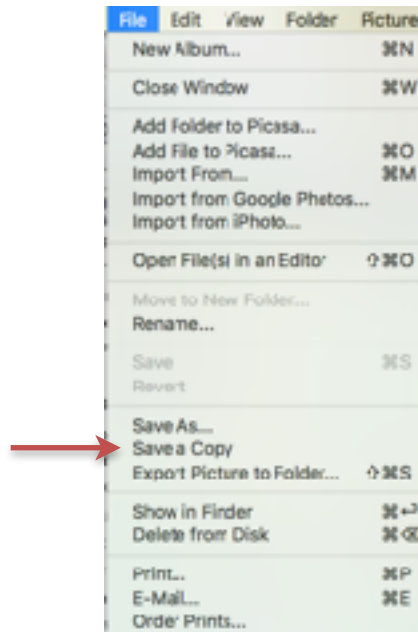 File Edit View Folder Picture
New Album... ⌘N
Close Window ⌘W
Add Folder to Picasa...
Add File to Picasa... ⌘O
Import From... ⌘M
Import from Google Photos...
Import from iPhoto...
Open File(s) in an Editor ⇧⌘O
Move to New Folder...
Rename...
Save ⌘S
Revert
Save As...
Save a Copy
Export Picture to Folder... ⇧⌘S
Show in Finder ⌘↩
Delete from Disk ⌘⌫
Print... ⌘P
E-Mail... ⌘E
Order Prints...